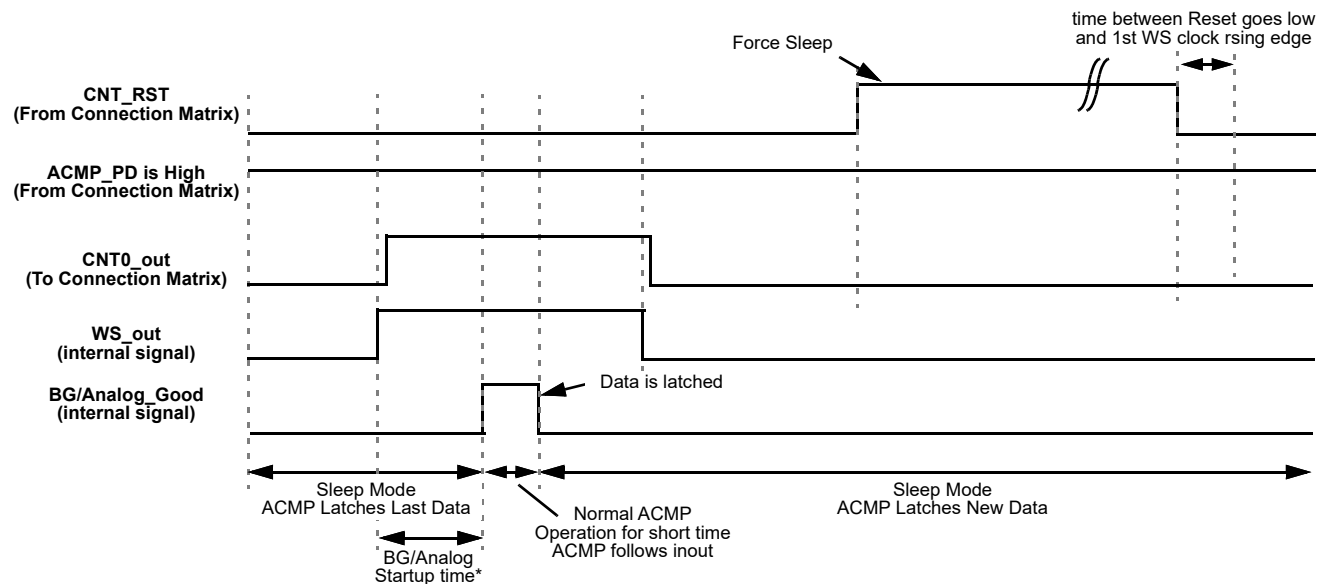 time between Reset goes low
and 1st WS clock rsing edge
Force Sleep
CNT_RST
(From Connection Matrix)
ACMP_PD is High
(From Connection Matrix)
CNT0_out
(To Connection Matrix)
WS_out
(internal signal)
BG/Analog_Good
(internal signal)
Data is latched
Sleep Mode
ACMP Latches Last Data
Sleep Mode
ACMP Latches New Data
Normal ACMP
Operation for short time
ACMP follows inout
BG/Analog
Startup time*